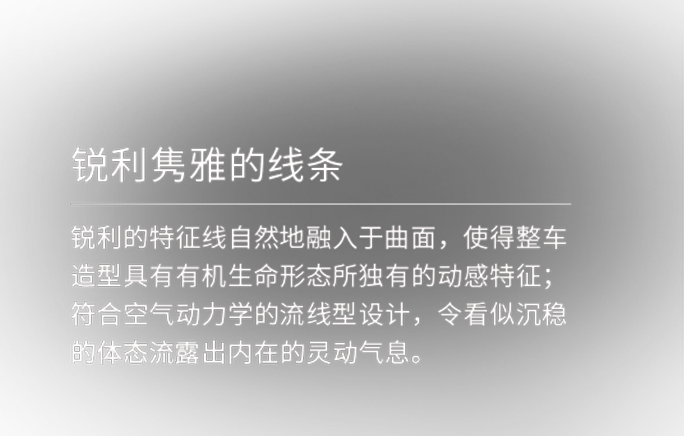 锐利隽雅的线条
锐利的特征线自然地融入于曲面，使得整车
造型具有有机生命形态所独有的动感特征；
符合空气动力学的流线型设计，令看似沉稳
的体态流露出内在的灵动气息。